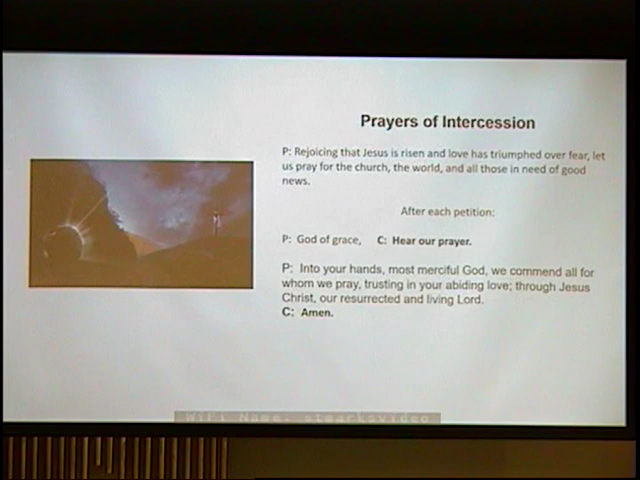 Prayers of Intercession
P: Rejoicing that Jesus is risen and love has triumphed over fear, let
us pray for the church, the world, and all those in need of good
news.
After each petition:
P: God of grace, C: Hear our prayer.
P: Into your hands, most merciful God, we commend all for
whom we pray, trusting in your abiding love; through Jesus
Christ, our resurrected and living Lord.
C: Amen.
WiFi Name: stmarksvideo